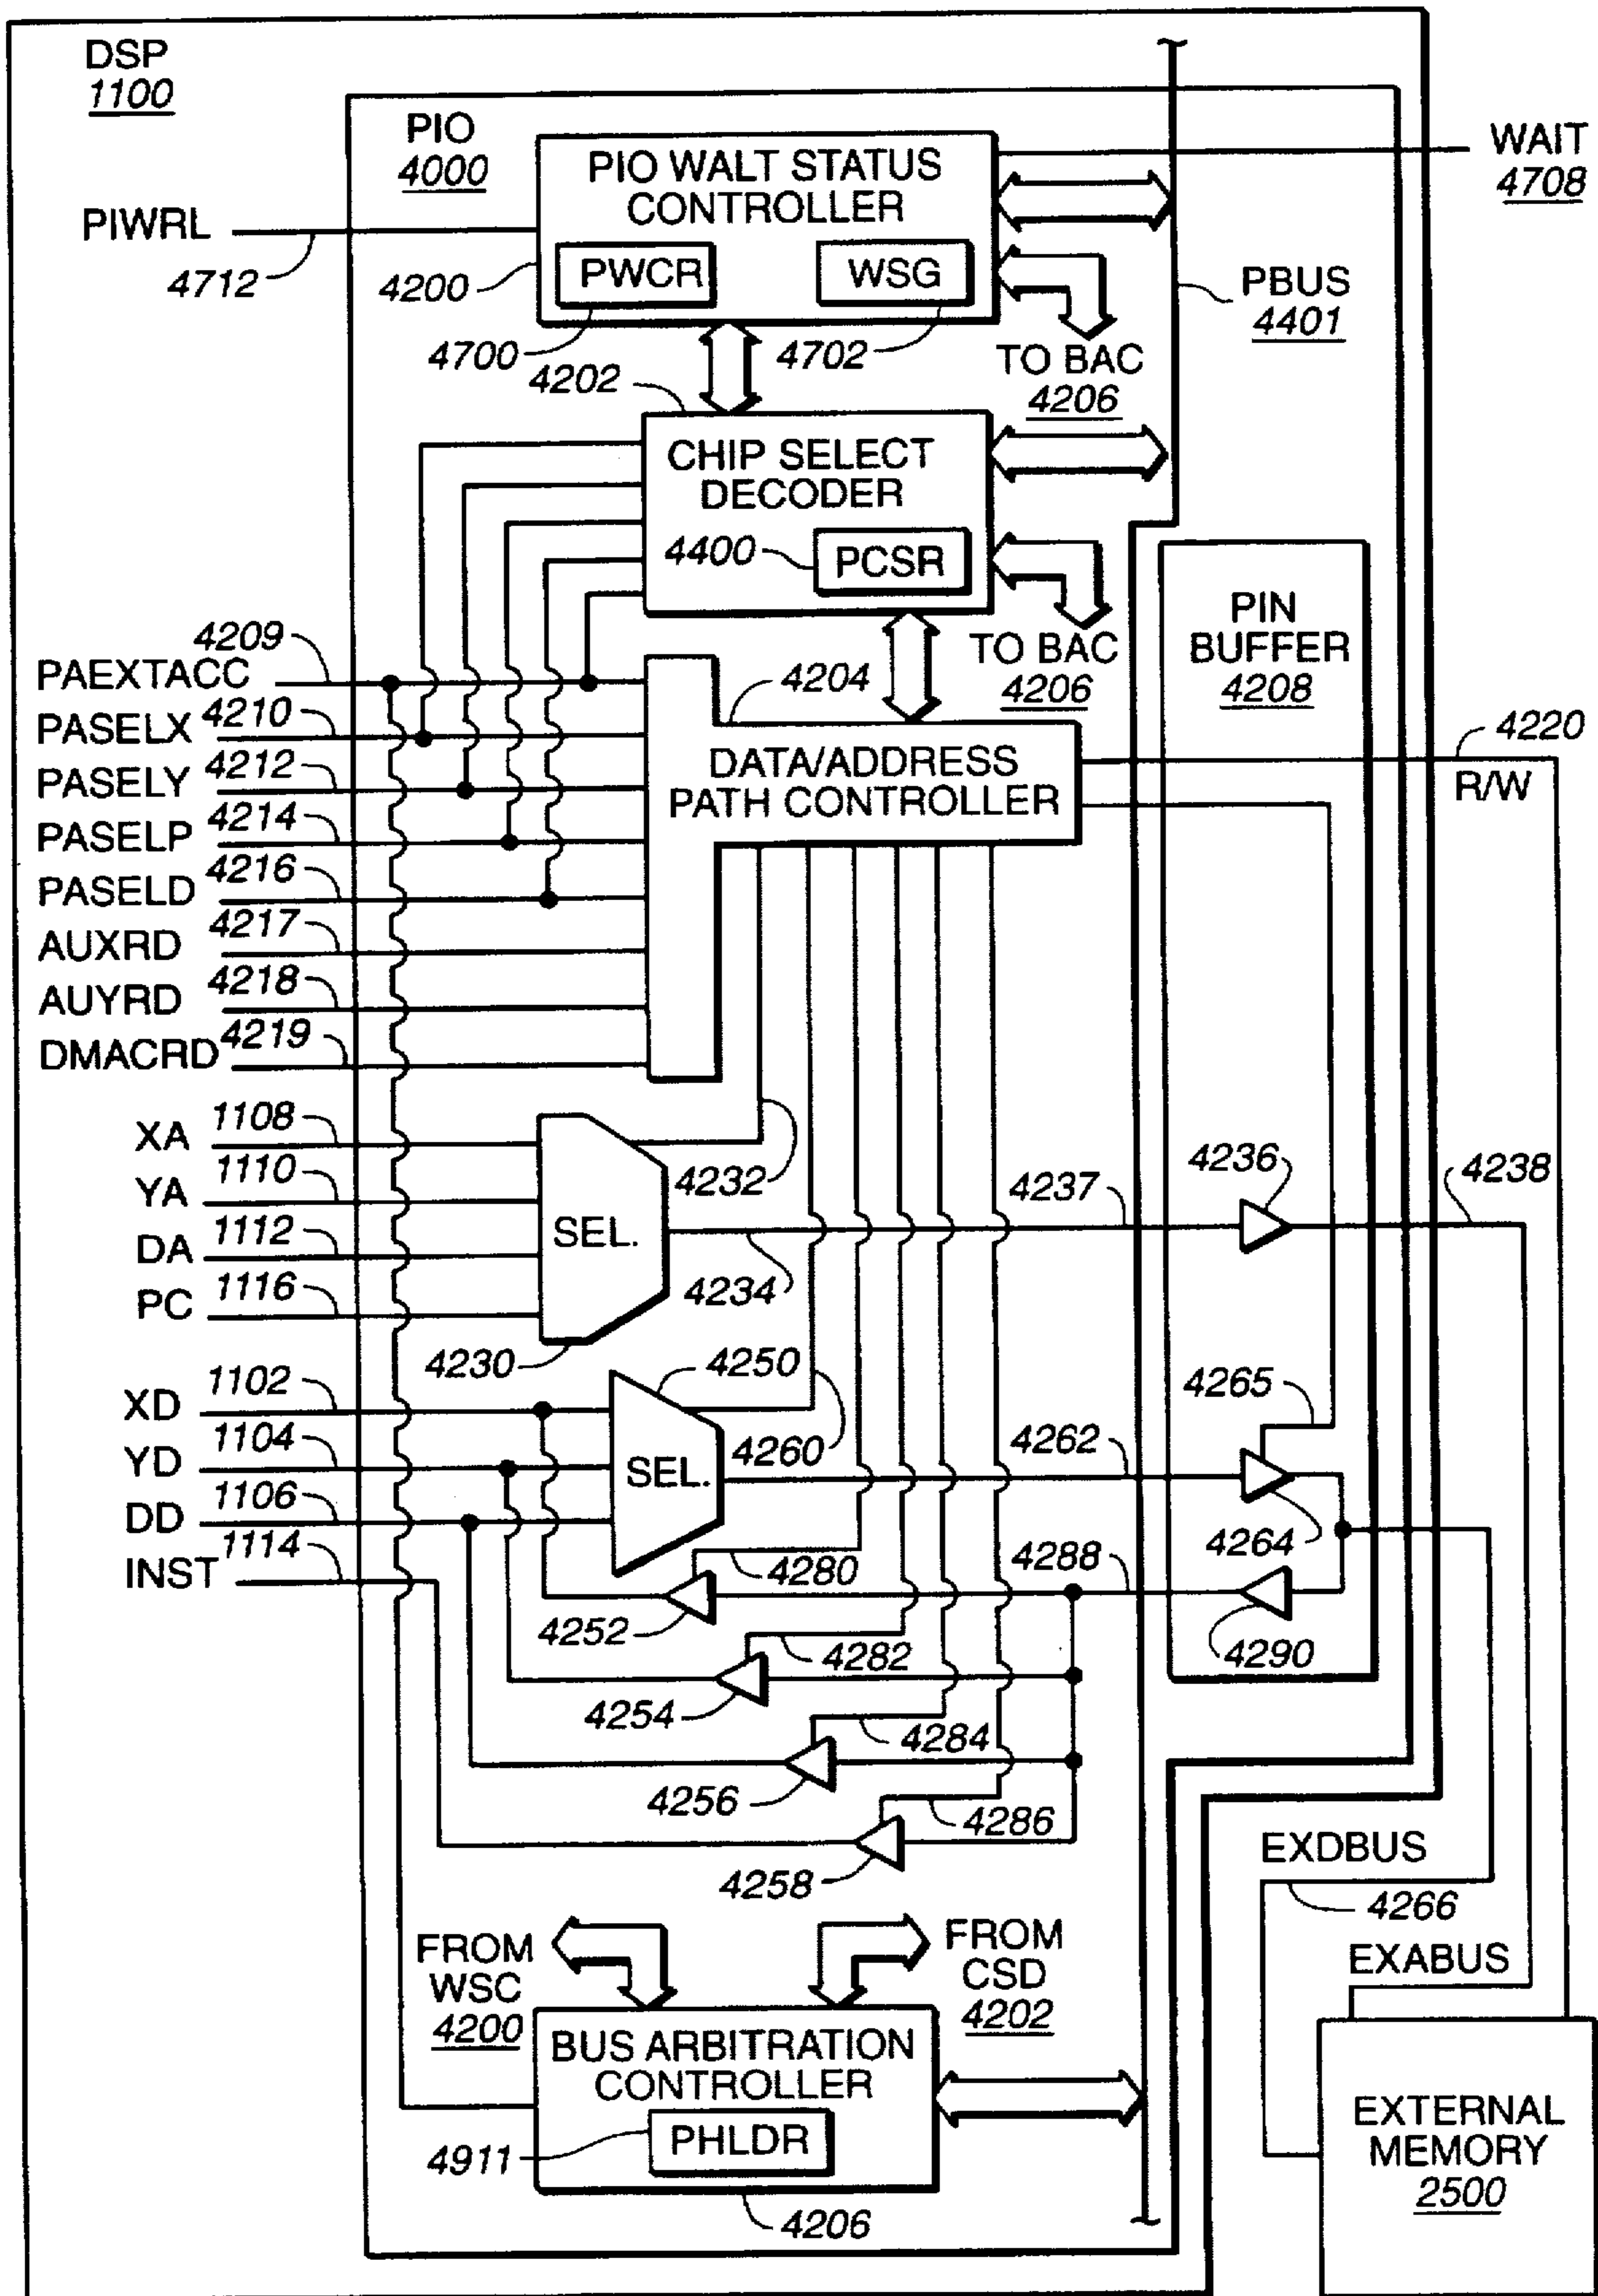 DSP
1100
PIO
4000
PIO WALT STATUS
CONTROLLER
PWCR
WSG
WAIT
4708
PIWRL
4712
4200
4700
4702
PBUS
4401
TO BAC
4206
4202
CHIP SELECT
DECODER
4400
PCSR
TO BAC
4206
PIN
BUFFER
4208
PAEXTACC
4209
PASELX
4210
PASELY
4212
PASELP
4214
PASELD
4216
AUXRD
4217
AUYRD
4218
DMACRD
4219
4204
DATA/ADDRESS
PATH CONTROLLER
4220
R/W
XA
1108
YA
1110
DA
1112
PC
1116
SEL.
4230
4232
4234
4237
4236
4238
XD
1102
YD
1104
DD
1106
INST
1114
4250
SEL.
4260
4262
4265
4264
4280
4288
4290
4252
4282
4254
4284
4256
4286
4258
EXDBUS
4266
EXABUS
FROM
WSC
4200
FROM
CSD
4202
BUS ARBITRATION
CONTROLLER
4911
PHLDR
4206
EXTERNAL
MEMORY
2500